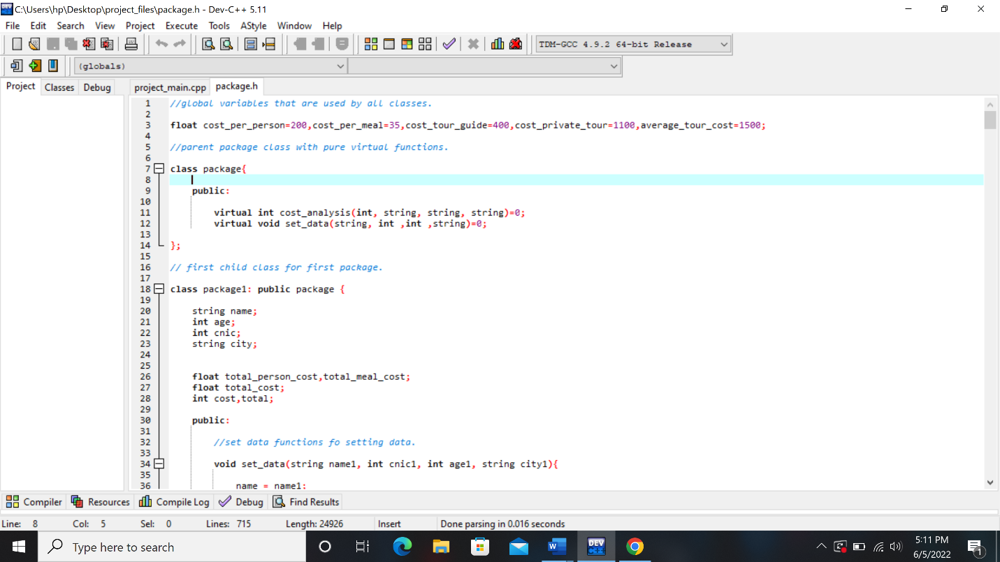 C:\Users\hp\Desktop\project_files\package.h - Dev-C++ 5.11
File Edit Search View Project Execute Tools AStyle Window Help
TDM-GCC 4.9.2 64-bit Release
(globals)
Project Classes Debug project_main.cpp package.h
1 //global variables that are used by all classes.
2
3 float cost_per_person=200,cost_per_meal=35,cost_tour_guide=400,cost_private_tour=1100,average_tour_cost=1500;
4
5 //parent package class with pure virtual functions.
6
7 class package{
8
9 public:
10
11 virtual int cost_analysis(int, string, string, string)=0;
12 virtual void set_data(string, int ,int ,string)=0;
13
14 };
15
16 // first child class for first package.
17
18 class package1: public package {
19
20 string name;
21 int age;
22 int cnic;
23 string city;
24
25
26 float total_person_cost,total_meal_cost;
27 float total_cost;
28 int cost,total;
29
30 public:
31
32 //set data functions fo setting data.
33
34 void set_data(string name1, int cnic1, int age1, string city1){
35
36 name = name1;
Compiler Resources Compile Log Debug Find Results
Line: 8 Col: 5 Sel: 0 Lines: 715 Length: 24926 Insert Done parsing in 0.016 seconds
Type here to search
W
DEV
C++
5:11 PM
6/5/2022
1